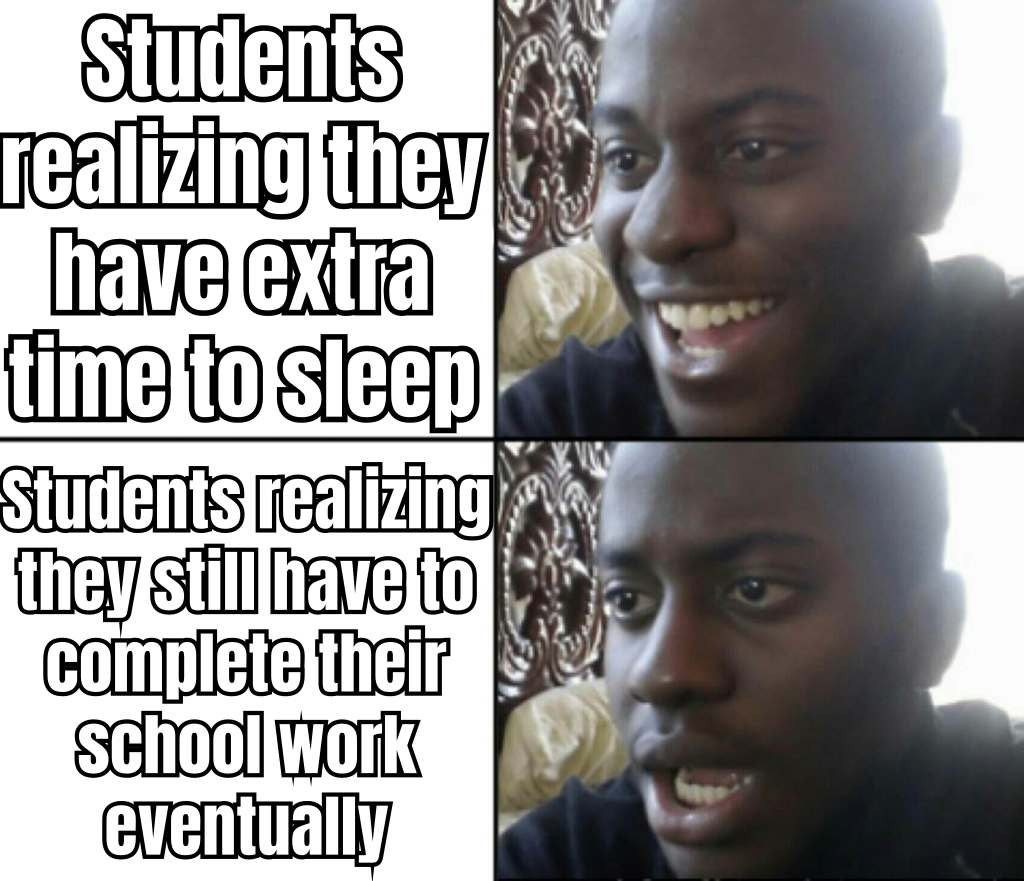 Students
realizing they
have extra
time to sleep
Students realizing
they still have to
complete their
school work
eventually